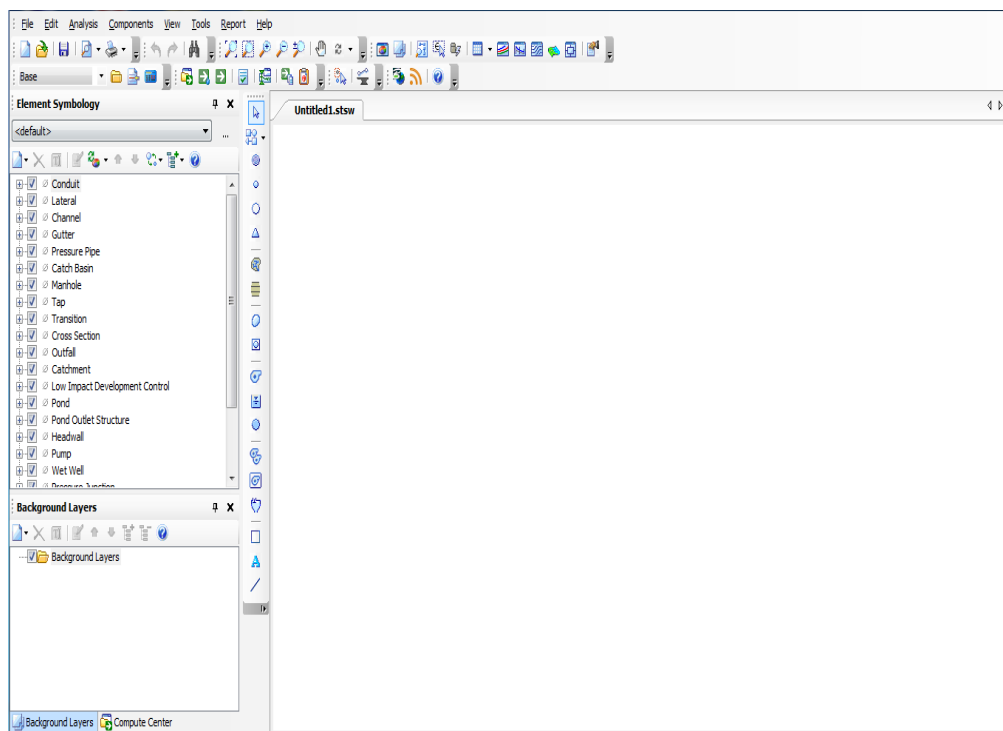 File Edit Analysis Components View Tools Report Help
Base
Element Symbology
Untitled1.stsw
<default>
...
Conduit
Lateral
Channel
Gutter
Pressure Pipe
Catch Basin
Manhole
Tap
Transition
Cross Section
Outfall
Catchment
Low Impact Development Control
Pond
Pond Outlet Structure
Headwall
Pump
Wet Well
Pressure Junction
Background Layers
Background Layers
A
Background Layers Compute Center